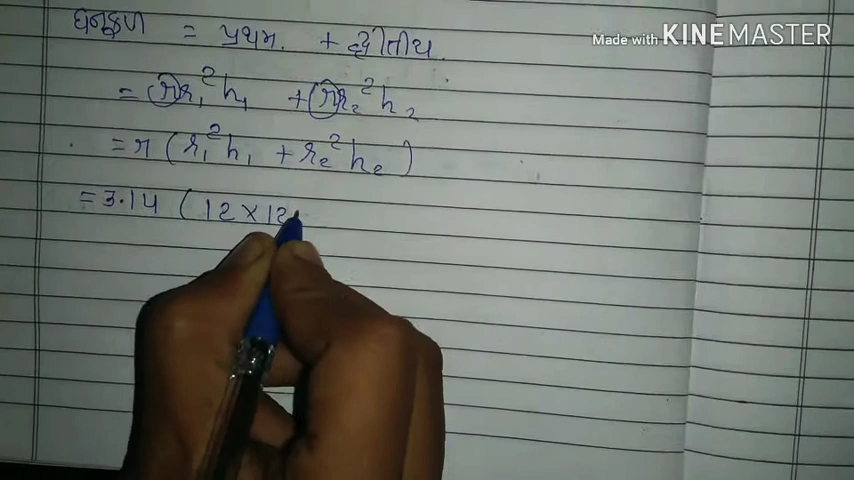 Made with KINEMASTER
ઘનફળ = પ્રથમ. + દ્વીતીય
= πr₁²h₁ + πr₂²h₂
= π (r₁²h₁ + r₂²h₂)
= 3.14 ( 12 × 12